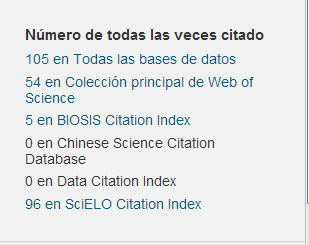 Número de todas las veces citado
105 en Todas las bases de datos
54 en Colección principal de Web of
Science
5 en BIOSIS Citation Index
0 en Chinese Science Citation
Database
0 en Data Citation Index
96 en SciELO Citation Index